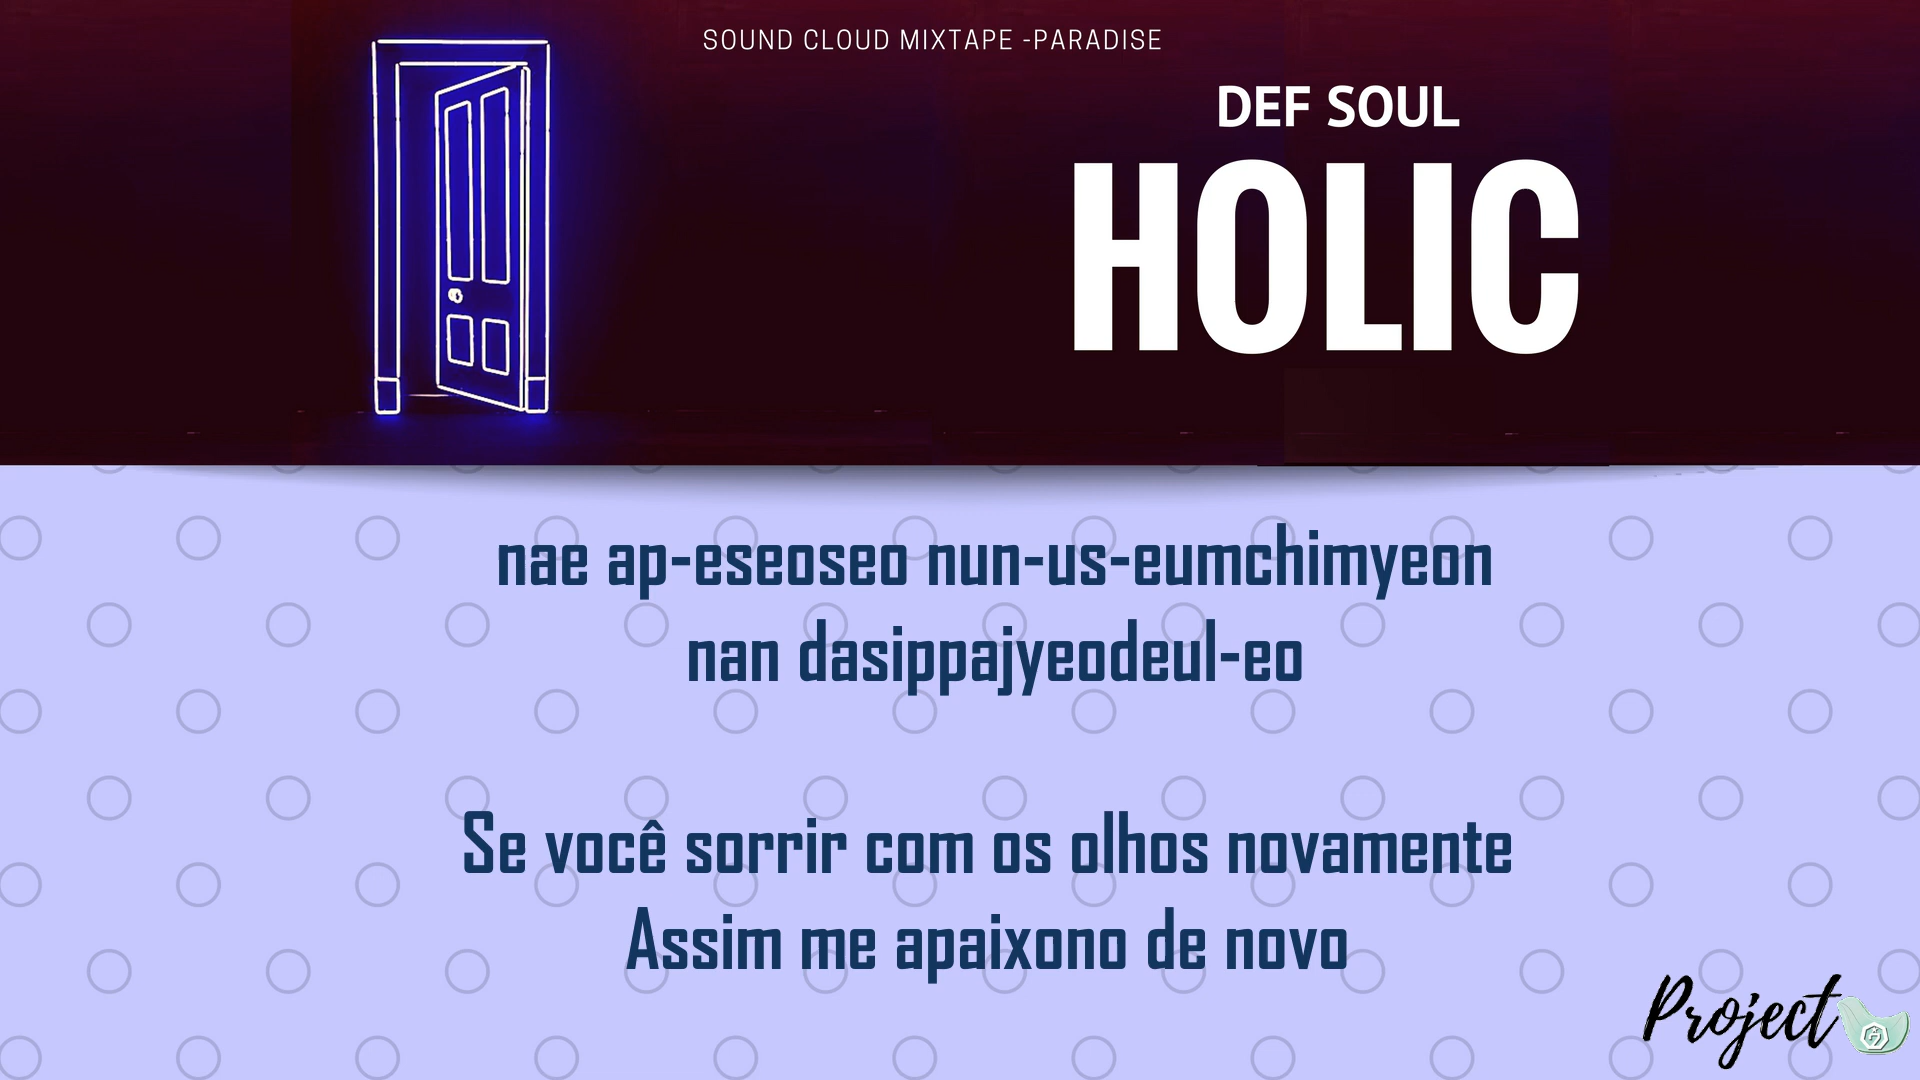 SOUND CLOUD MIXTAPE -PARADISE
DEF SOUL
HOLIC
nae ap-eseoseo nun-us-eumchimyeon
nan dasippajyeodeul-eo
Se você sorrir com os olhos novamente
Assim me apaixono de novo
Project